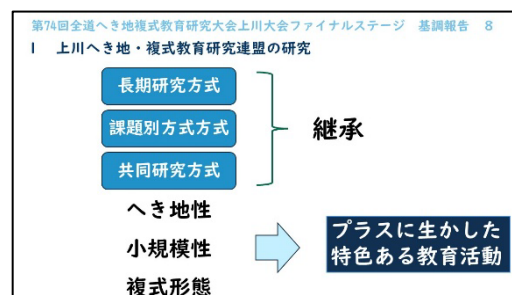 第74回全道へき地複式教育研究大会上川大会ファイナルステージ 基調報告 8
Ⅰ 上川へき地・複式教育研究連盟の研究
長期研究方式
課題別方式方式
共同研究方式
継承
へき地性
小規模性
複式形態
プラスに生かした
特色ある教育活動